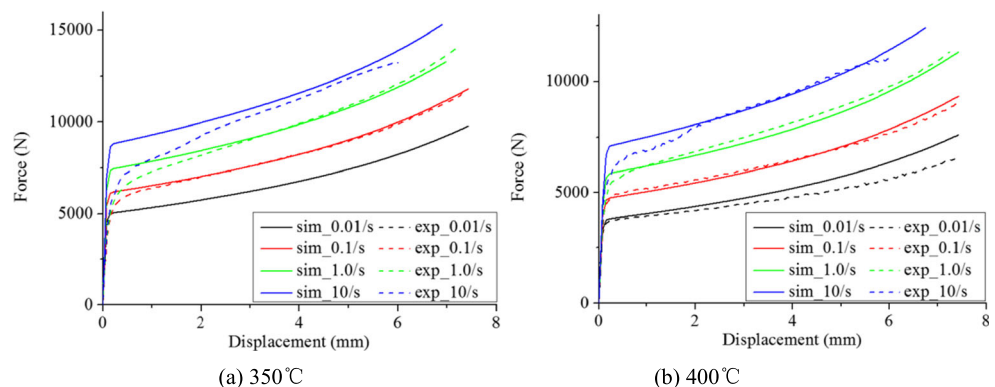 15000
10000
5000
0
Force (N)
sim_0.01/s exp_0.01/s
sim_0.1/s exp_0.1/s
sim_1.0/s exp_1.0/s
sim_10/s exp_10/s
0 2 4 6 8
Displacement (mm)
(a) 350℃
10000
5000
0
Force (N)
sim_0.01/s exp_0.01/s
sim_0.1/s exp_0.1/s
sim_1.0/s exp_1.0/s
sim_10/s exp_10/s
0 2 4 6 8
Displacement (mm)
(b) 400℃